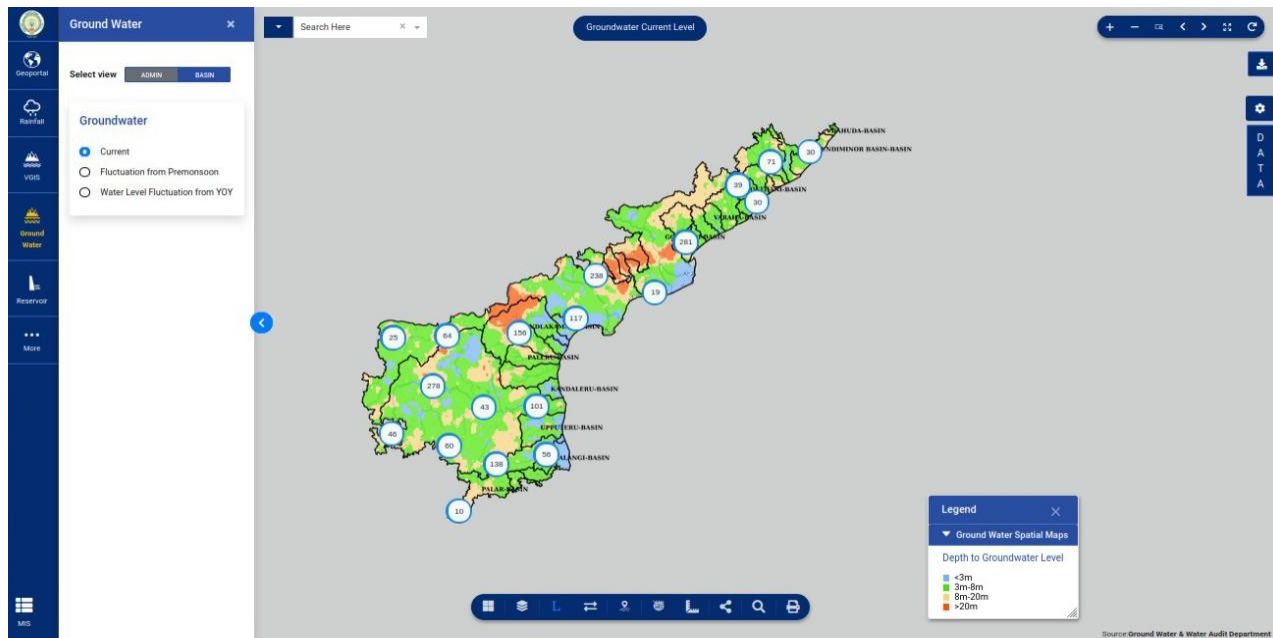 Ground Water ×
Geoportal
Rainfall
VGIS
Ground
Water
Reservoir
More
MIS
Select view ADMIN BASIN
Groundwater
Current
Fluctuation from Premonsoon
Water Level Fluctuation from YOY
Search Here ×
Groundwater Current Level
D
A
T
A
BAHUDA-BASIN
30 NDIMINOR BASIN-BASIN
71
39
30
VARAHA-BASIN
281
238
19
117
156
25
64
278
43
KANDALERU-BASIN
101
UPPUTERU-BASIN
46
60
138
56
10
Legend ×
Ground Water Spatial Maps
Depth to Groundwater Level
<3m
3m-8m
8m-20m
>20m
Source:Ground Water & Water Audit Department